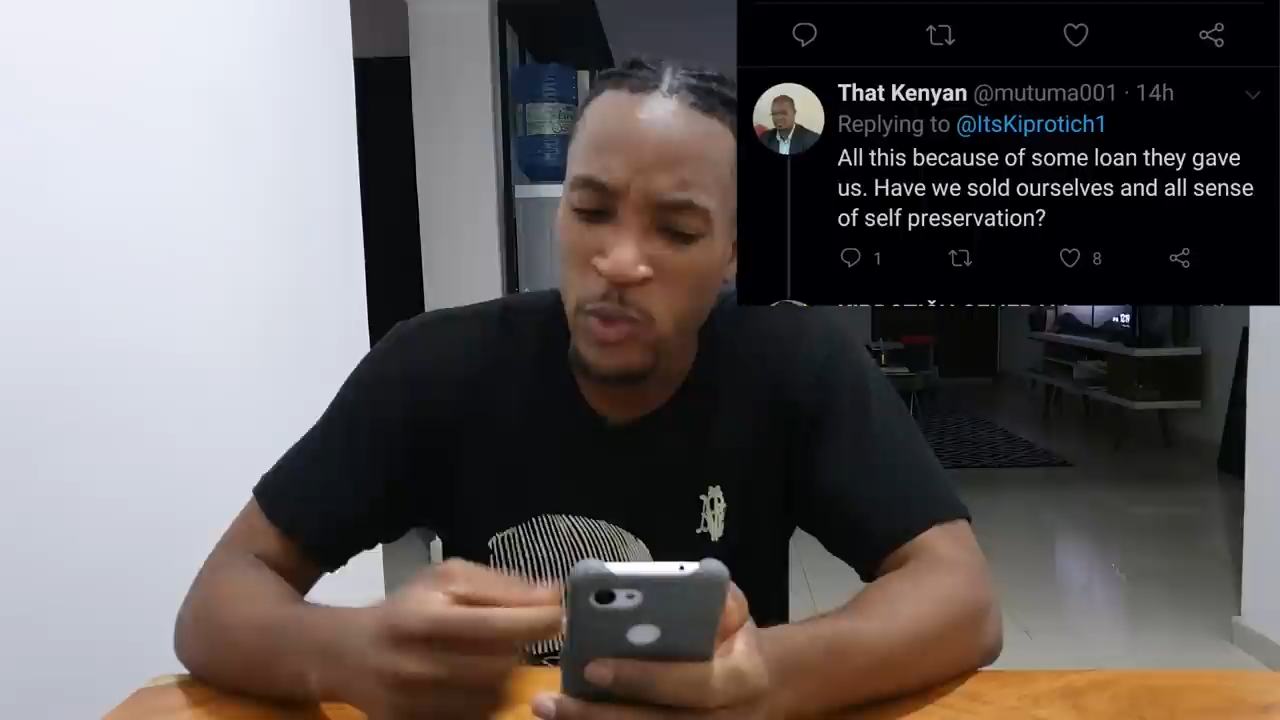 That Kenyan @mutuma001 · 14h
Replying to @ItsKiprotich1
All this because of some loan they gave
us. Have we sold ourselves and all sense
of self preservation?
1 8